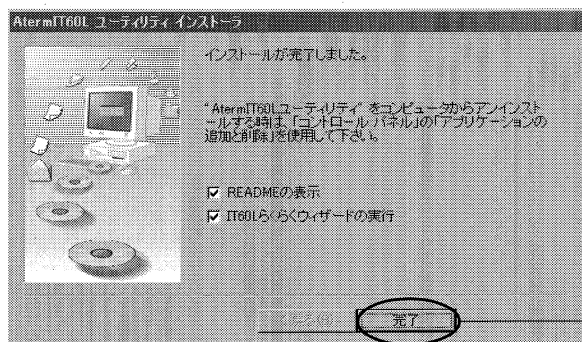 AtermIT60L ユーティリティ インストーラ
インストールが完了しました。
"AtermIT60Lユーティリティ" をコンピュータからアンインスト
ールする時は、「コントロール パネル」の「アプリケーションの
追加と削除」を使用して下さい。
READMEの表示
IT60Lらくらくウィザードの実行
完了